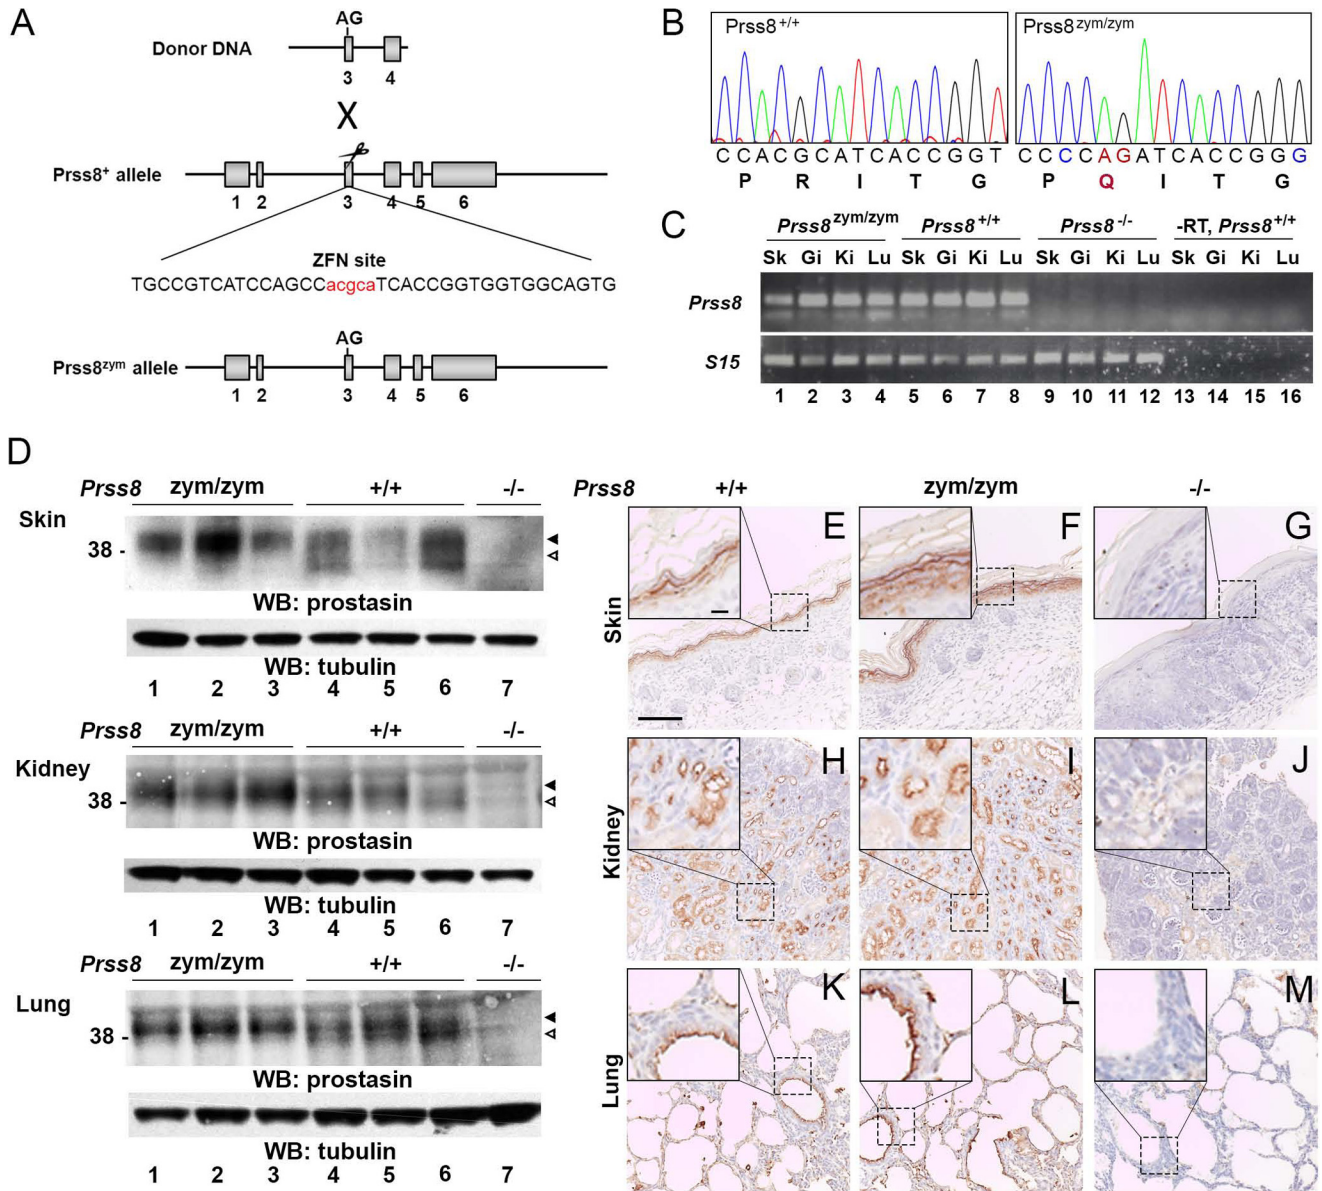 A
AG
Donor DNA
3 4
X
Prss8+ allele
1 2 3 4 5 6
ZFN site
TGCCGTCATCCAGCCacgcaTCACCGGTGGTGGCAGTG
AG
Prss8zym allele
1 2 3 4 5 6
B
Prss8+/+
CCACGCATCACCGGT
P R I T G
Prss8zym/zym
CCCCAGATCACCGGG
P Q I T G
C
Prss8zym/zym Prss8+/+ Prss8-/- -RT, Prss8+/+
Sk Gi Ki Lu Sk Gi Ki Lu Sk Gi Ki Lu Sk Gi Ki Lu
Prss8
S15
1 2 3 4 5 6 7 8 9 10 11 12 13 14 15 16
D
Prss8 zym/zym +/+ -/-
Skin
38 -
WB: prostasin
WB: tubulin
1 2 3 4 5 6 7
Prss8 zym/zym +/+ -/-
Kidney
38 -
WB: prostasin
WB: tubulin
1 2 3 4 5 6 7
Prss8 zym/zym +/+ -/-
Lung
38 -
WB: prostasin
WB: tubulin
1 2 3 4 5 6 7
Prss8 +/+ zym/zym -/-
Skin
E F G
Kidney
H I J
Lung
K L M